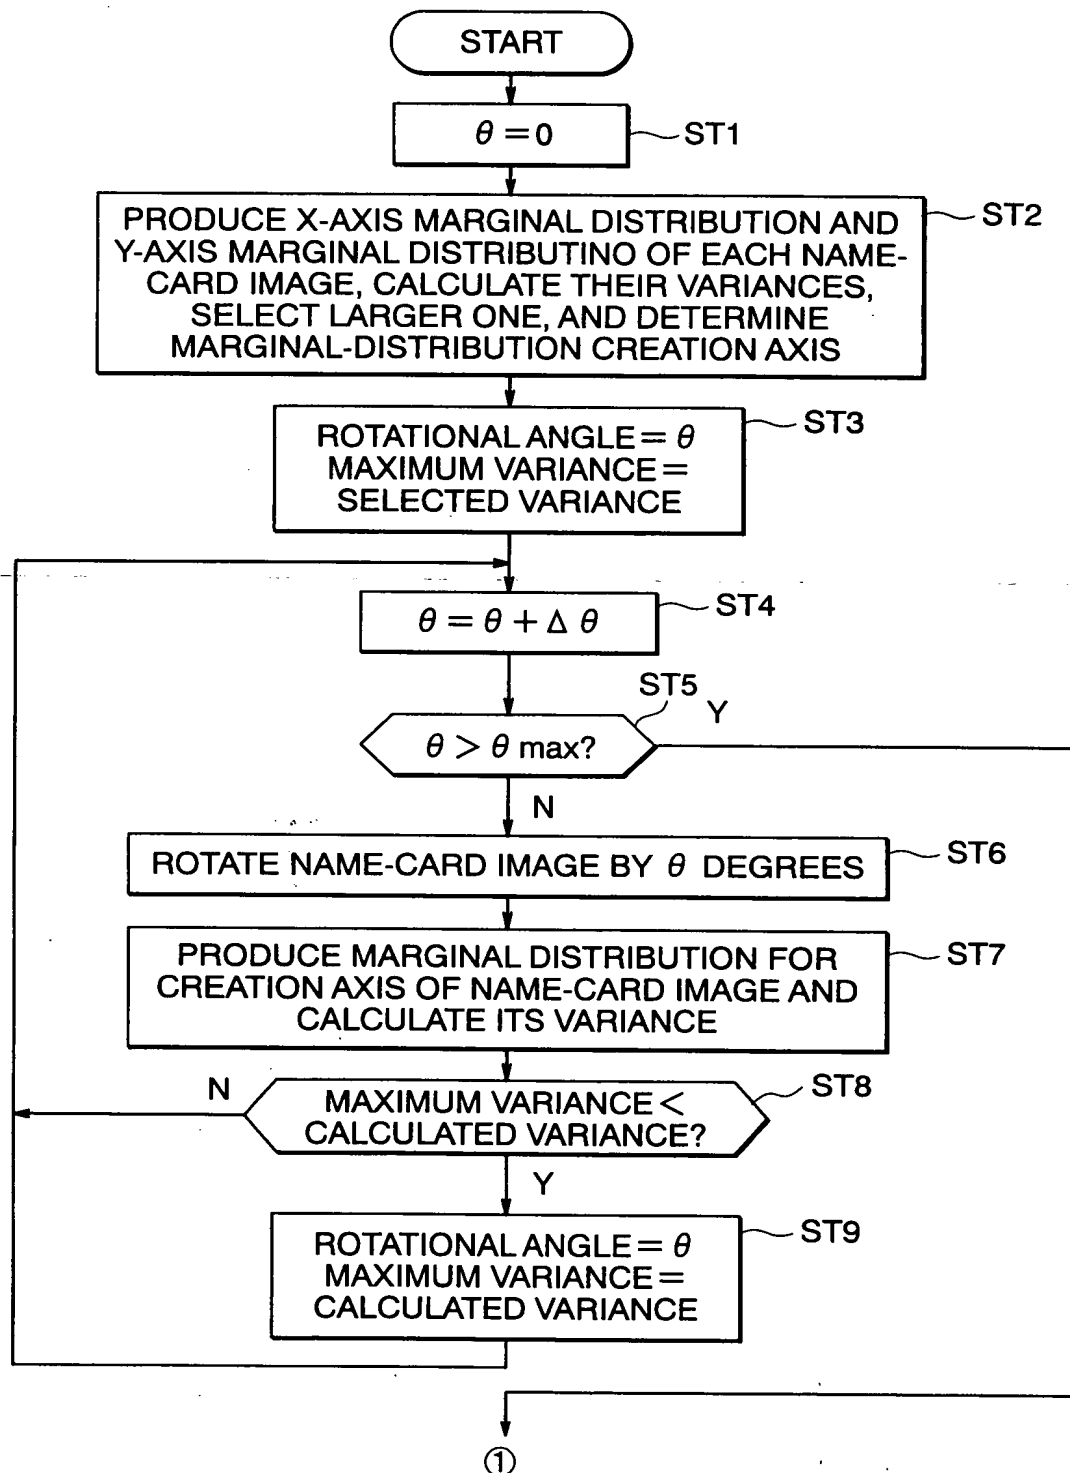 START
θ = 0
ST1
PRODUCE X-AXIS MARGINAL DISTRIBUTION AND
Y-AXIS MARGINAL DISTRIBUTINO OF EACH NAME-
CARD IMAGE, CALCULATE THEIR VARIANCES,
SELECT LARGER ONE, AND DETERMINE
MARGINAL-DISTRIBUTION CREATION AXIS
ST2
ROTATIONAL ANGLE = θ
MAXIMUM VARIANCE =
SELECTED VARIANCE
ST3
θ = θ + Δ θ
ST4
θ > θ max?
ST5
Y
N
ROTATE NAME-CARD IMAGE BY θ DEGREES
ST6
PRODUCE MARGINAL DISTRIBUTION FOR
CREATION AXIS OF NAME-CARD IMAGE AND
CALCULATE ITS VARIANCE
ST7
N
MAXIMUM VARIANCE <
CALCULATED VARIANCE?
ST8
Y
ROTATIONAL ANGLE = θ
MAXIMUM VARIANCE =
CALCULATED VARIANCE
ST9
①